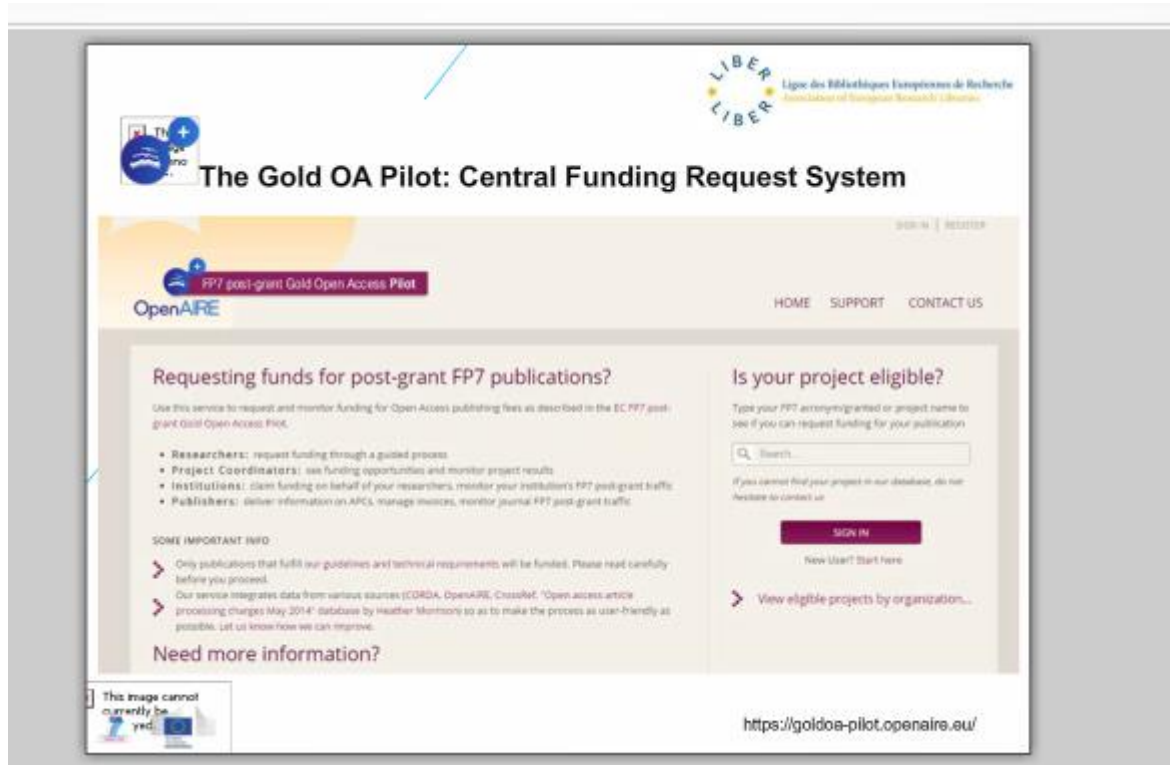 LIBER
LIBER
Ligue des Bibliothèques Européennes de Recherche
Association of European Research Libraries
The Gold OA Pilot: Central Funding Request System
SIGN IN | REGISTER
FP7 post-grant Gold Open Access Pilot
OpenAIRE
HOME SUPPORT CONTACT US
Requesting funds for post-grant FP7 publications?
Use this service to request and monitor funding for Open Access publishing fees as described in the EC FP7 post-
grant Gold Open Access Pilot.
• Researchers: request funding through a guided process
• Project Coordinators: see funding opportunities and monitor project results
• Institutions: claim funding on behalf of your researchers, monitor your institution's FP7 post-grant traffic
• Publishers: deliver information on APCs, manage invoices, monitor journal FP7 post-grant traffic
SOME IMPORTANT INFO
Only publications that fulfill our guidelines and technical requirements will be funded. Please read carefully
before you proceed.
Our service integrates data from various sources (CORDA, OpenAIRE, CrossRef, "Open access article
processing charges May 2014" database by Heather Morrison) so as to make the process as user-friendly as
possible. Let us know how we can improve.
Need more information?
Is your project eligible?
Type your FP7 acronym/grantid or project name to
see if you can request funding for your publication
Search...
If you cannot find your project in our database, do not
hesitate to contact us
SIGN IN
New User? Start here
View eligible projects by organization...
This image cannot
currently be
yed.
https://goldoa-pilot.openaire.eu/